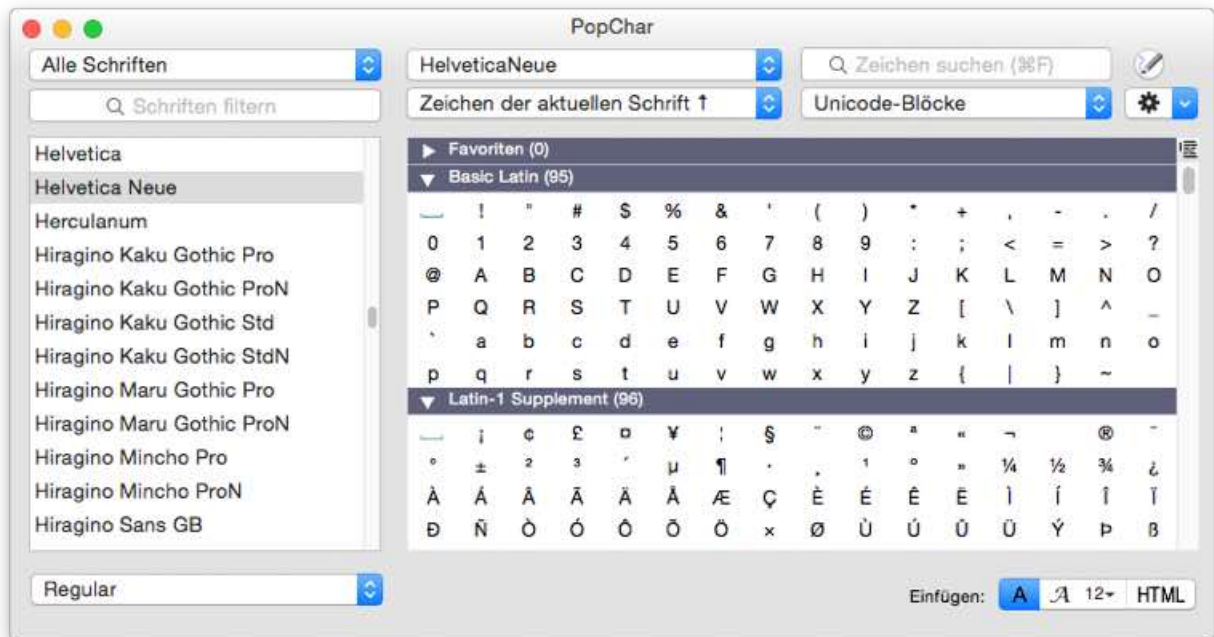 PopChar
Alle Schriften
HelveticaNeue
Zeichen suchen (⌘F)
Schriften filtern
Zeichen der aktuellen Schrift ↑
Unicode-Blöcke
Helvetica
Helvetica Neue
Herculanum
Hiragino Kaku Gothic Pro
Hiragino Kaku Gothic ProN
Hiragino Kaku Gothic Std
Hiragino Kaku Gothic StdN
Hiragino Maru Gothic Pro
Hiragino Maru Gothic ProN
Hiragino Mincho Pro
Hiragino Mincho ProN
Hiragino Sans GB
Regular
Favoriten (0)
Basic Latin (95)
! " # $ % & ' ( ) * + , - . /
0 1 2 3 4 5 6 7 8 9 : ; < = > ?
@ A B C D E F G H I J K L M N O
P Q R S T U V W X Y Z [ \ ] ^ _
` a b c d e f g h i j k l m n o
p q r s t u v w x y z { | } ~
Latin-1 Supplement (96)
¡ ¢ £ ¤ ¥ ¦ § ¨ © ª « ¬ ® ¯
° ± ² ³ ´ µ ¶ · ¸ ¹ º » ¼ ½ ¾ ¿
À Á Â Ã Ä Å Æ Ç È É Ê Ë Ì Í Î Ï
Ð Ñ Ò Ó Ô Õ Ö × Ø Ù Ú Û Ü Ý Þ ß
Einfügen: A A 12 HTML